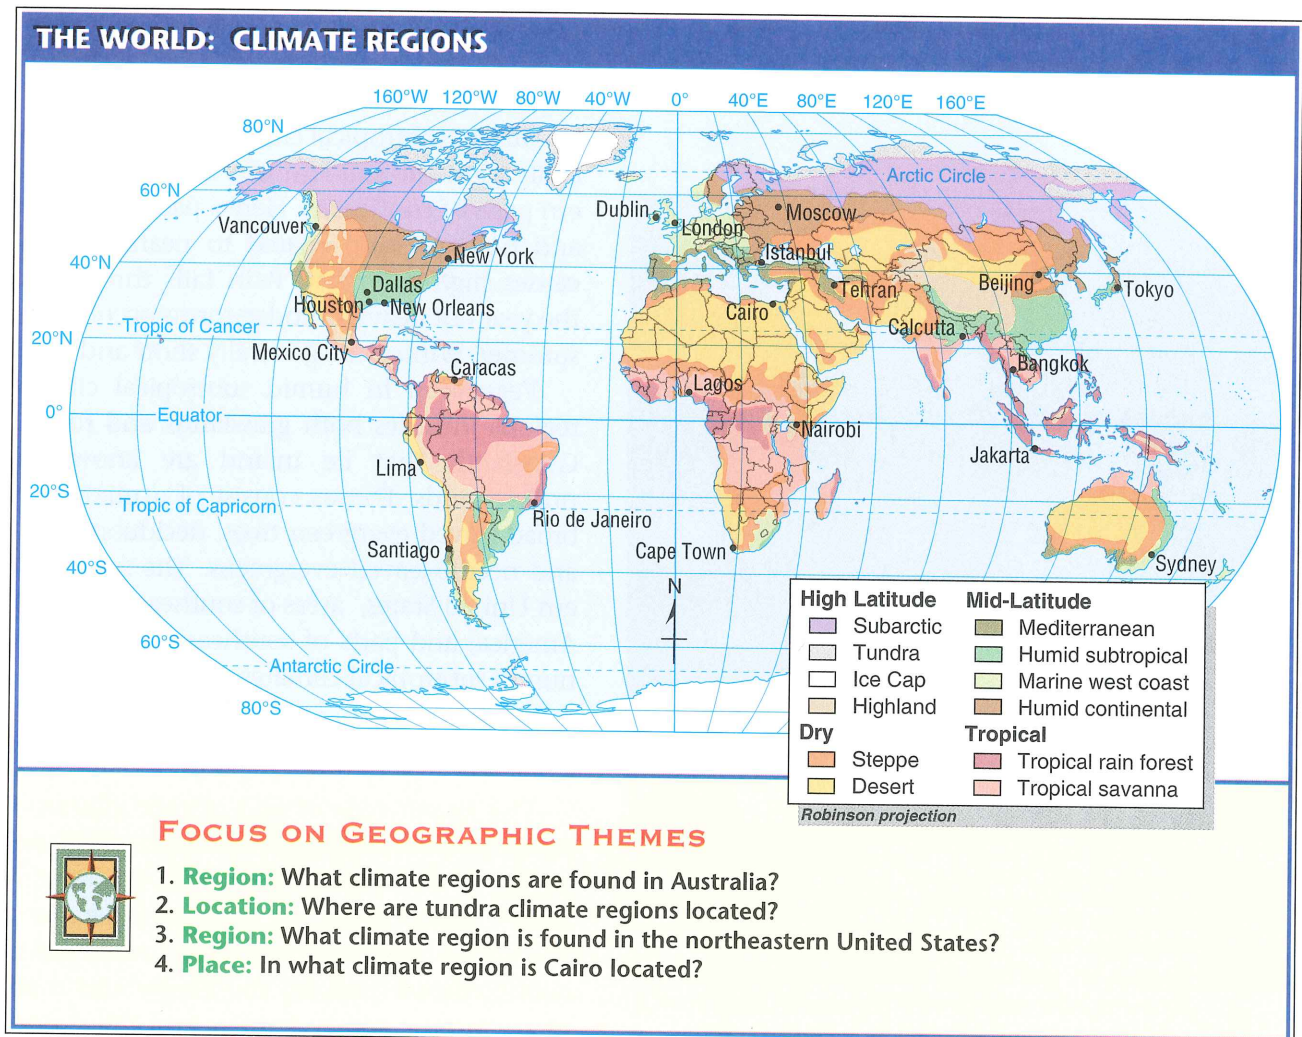 THE WORLD: CLIMATE REGIONS
160°W 120°W 80°W 40°W 0° 40°E 80°E 120°E 160°E
80°N
Arctic Circle
60°N
Dublin
Moscow
Vancouver
London
New York
Istanbul
40°N
Dallas
Beijing
Tehran
Tokyo
Houston
New Orleans
Cairo
Tropic of Cancer
Calcutta
20°N
Mexico City
Bangkok
Caracas
Lagos
0°
Equator
Nairobi
Jakarta
Lima
20°S
Tropic of Capricorn
Rio de Janeiro
Santiago
Cape Town
Sydney
40°S
N
60°S
Antarctic Circle
80°S
High Latitude
Subarctic
Tundra
Ice Cap
Highland
Dry
Steppe
Desert
Mid-Latitude
Mediterranean
Humid subtropical
Marine west coast
Humid continental
Tropical
Tropical rain forest
Tropical savanna
Robinson projection
FOCUS ON GEOGRAPHIC THEMES
1. Region: What climate regions are found in Australia?
2. Location: Where are tundra climate regions located?
3. Region: What climate region is found in the northeastern United States?
4. Place: In what climate region is Cairo located?